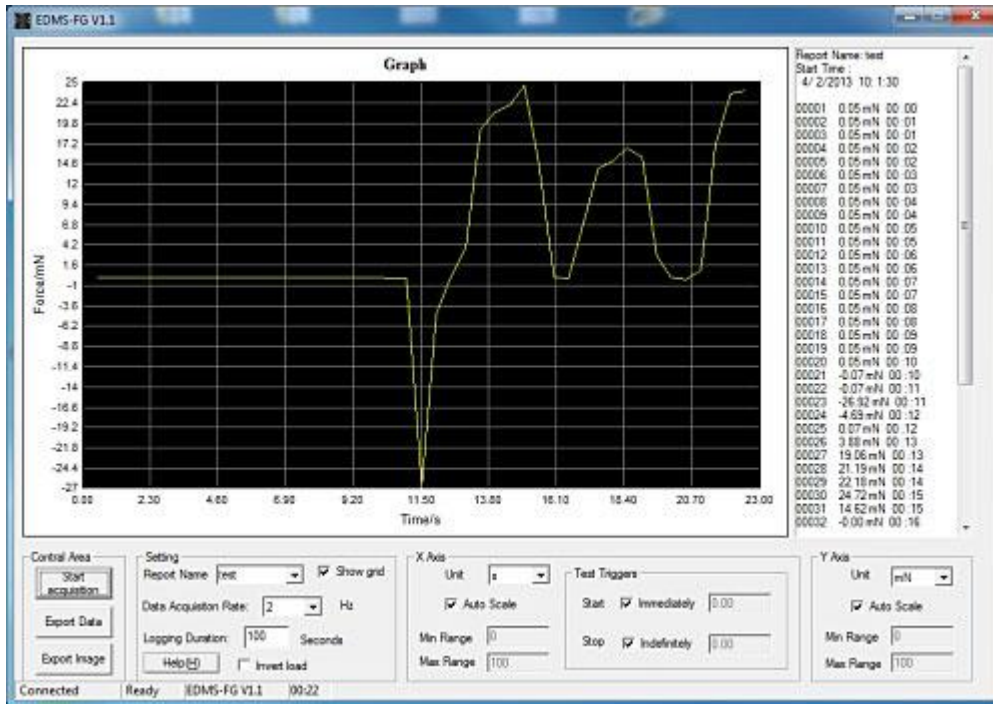 EDMS-FG V1.1
Graph
25
22.4
19.8
17.2
14.6
12
9.4
6.8
4.2
1.6
-1
-3.6
-6.2
-8.8
-11.4
-14
-16.6
-19.2
-21.8
-24.4
-27
Force/mN
0.00 2.30 4.60 6.90 9.20 11.50 13.80 16.10 18.40 20.70 23.00
Time/s
Report Name: test
Start Time :
4/ 2/2013 10: 1:30
00001 0.05 mN 00 :00
00002 0.05 mN 00 :01
00003 0.05 mN 00 :01
00004 0.05 mN 00 :02
00005 0.05 mN 00 :02
00006 0.05 mN 00 :03
00007 0.05 mN 00 :03
00008 0.05 mN 00 :04
00009 0.05 mN 00 :04
00010 0.05 mN 00 :05
00011 0.05 mN 00 :05
00012 0.05 mN 00 :06
00013 0.05 mN 00 :06
00014 0.05 mN 00 :07
00015 0.05 mN 00 :07
00016 0.05 mN 00 :08
00017 0.05 mN 00 :08
00018 0.05 mN 00 :09
00019 0.05 mN 00 :09
00020 0.05 mN 00 :10
00021 -0.07 mN 00 :10
00022 -0.07 mN 00 :11
00023 -26.92 mN 00 :11
00024 -4.69 mN 00 :12
00025 0.07 mN 00 :12
00026 3.88 mN 00 :13
00027 19.06 mN 00 :13
00028 21.19 mN 00 :14
00029 22.18 mN 00 :14
00030 24.72 mN 00 :15
00031 14.62 mN 00 :15
00032 -0.00 mN 00 :16
Contral Area
Start acquistion
Export Data
Export Image
Setting
Report Name test Show grid
Data Acquistion Rate: 2 Hz
Logging Duration: 100 Seconds
Help(H) Invert load
X Axis
Unit s
Auto Scale
Min Range 0
Max Range 100
Test Triggers
Start Immediately 0.00
Stop Indefinitely 0.00
Y Axis
Unit mN
Auto Scale
Min Range 0
Max Range 100
Connected Ready EDMS-FG V1.1 00:22